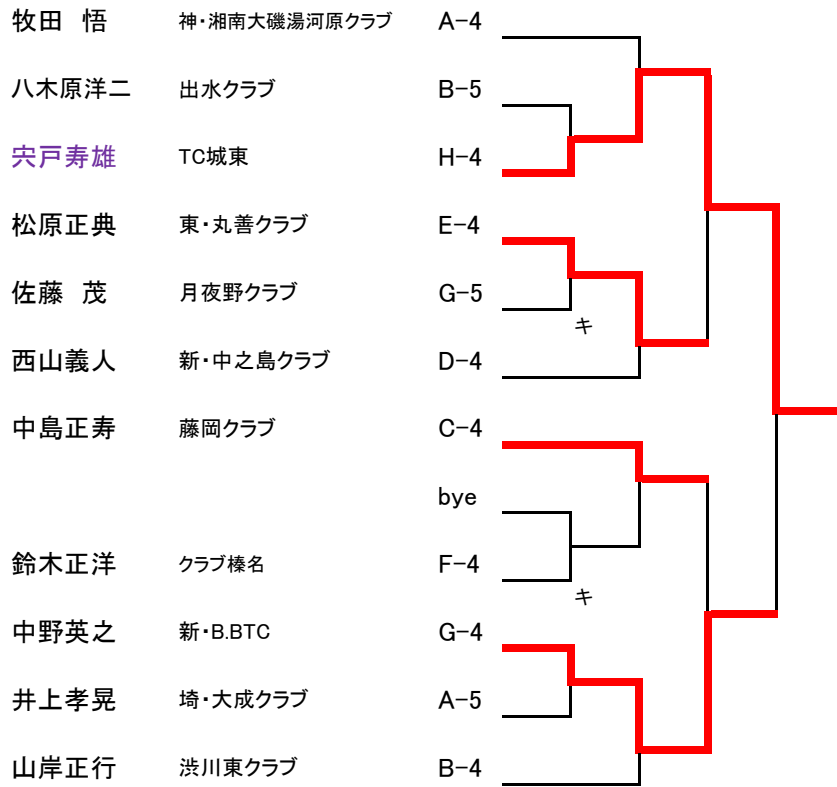 牧田　悟 神・湘南大磯湯河原クラブ A-4
八木原洋二 出水クラブ B-5
宍戸寿雄 TC城東 H-4
松原正典 東・丸善クラブ E-4
佐藤　茂 月夜野クラブ G-5
キ
西山義人 新・中之島クラブ D-4
中島正寿 藤岡クラブ C-4
bye
鈴木正洋 クラブ榛名 F-4
キ
中野英之 新・B.BTC G-4
井上孝晃 埼・大成クラブ A-5
山岸正行 渋川東クラブ B-4